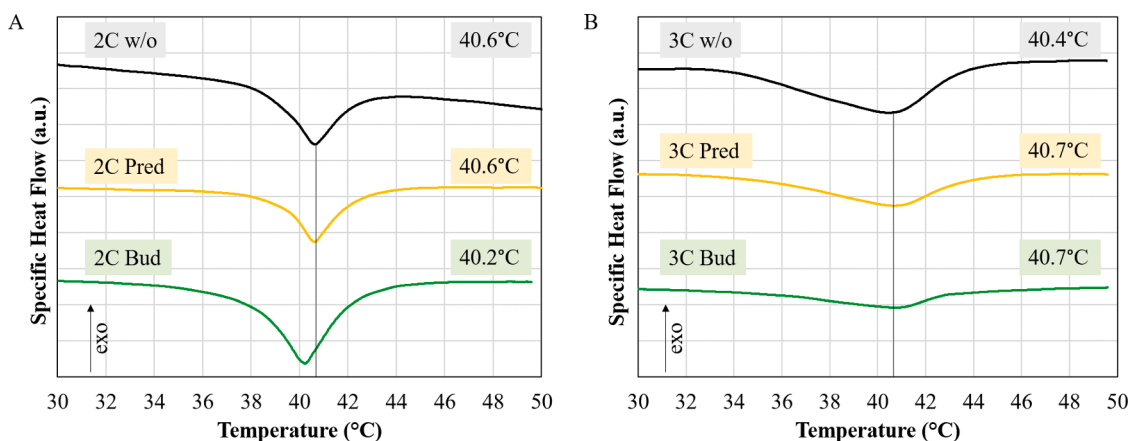 A
2C w/o 40.6°C
2C Pred 40.6°C
2C Bud 40.2°C
exo
Specific Heat Flow (a.u.)
30 32 34 36 38 40 42 44 46 48 50
Temperature (°C)
B
3C w/o 40.4°C
3C Pred 40.7°C
3C Bud 40.7°C
exo
Specific Heat Flow (a.u.)
30 32 34 36 38 40 42 44 46 48 50
Temperature (°C)